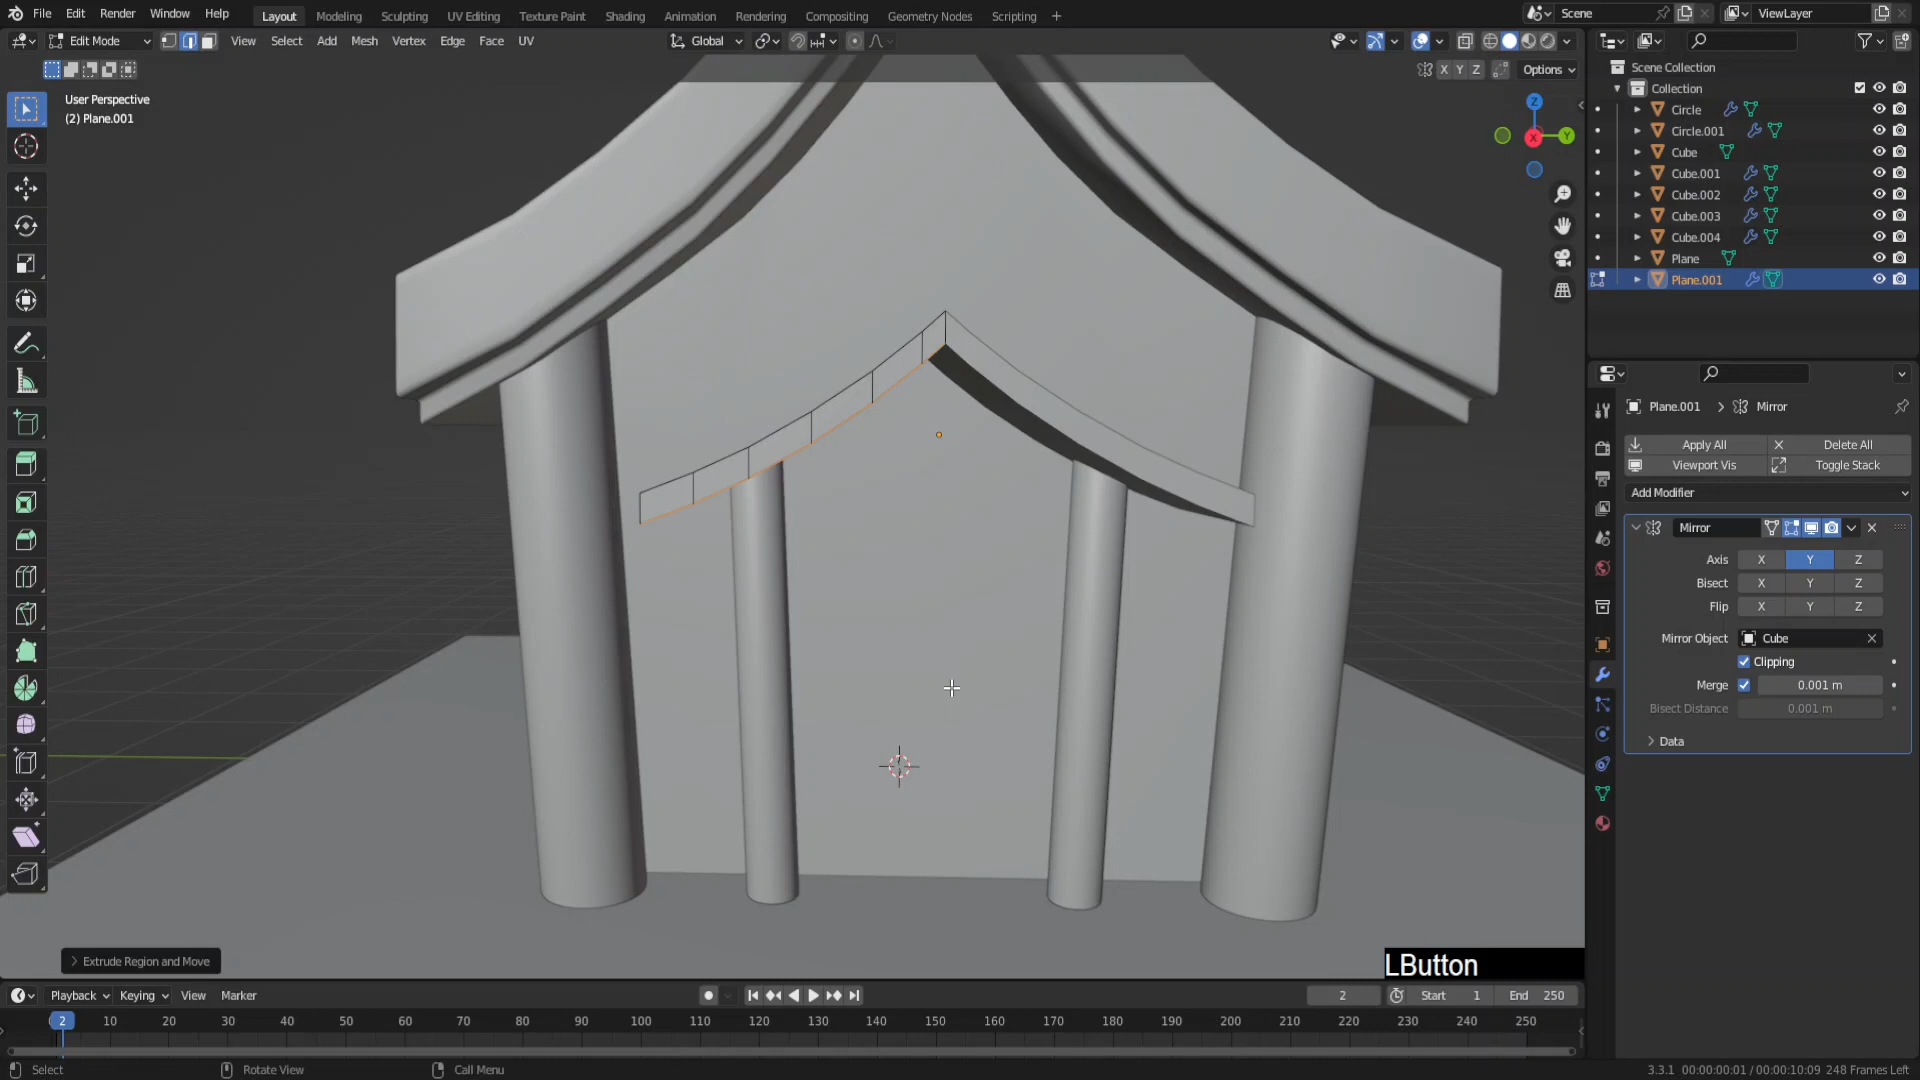 File Edit Render Window Help
Layout Modeling Sculpting UV Editing Texture Paint Shading Animation Rendering Compositing Geometry Nodes Scripting +
Scene
ViewLayer
Edit Mode View Select Add Mesh Vertex Edge Face UV
Global
X Y Z Options
User Perspective
(2) Plane.001
Z
Y
X
Scene Collection
Collection
Circle
Circle.001
Cube
Cube.001
Cube.002
Cube.003
Cube.004
Plane
Plane.001
Plane.001 > Mirror
Apply All Delete All
Viewport Vis Toggle Stack
Add Modifier
Mirror
Axis X Y Z
Bisect X Y Z
Flip X Y Z
Mirror Object Cube
Clipping
Merge 0.001 m
Bisect Distance 0.001 m
Data
Extrude Region and Move
LButton
Playback Keying View Marker
2 Start 1 End 250
2 10 20 30 40 50 60 70 80 90 100 110 120 130 140 150 160 170 180 190 200 210 220 230 240 250
Select Rotate View Call Menu
3.3.1 00:00:00:01 / 00:00:10:09 248 Frames Left